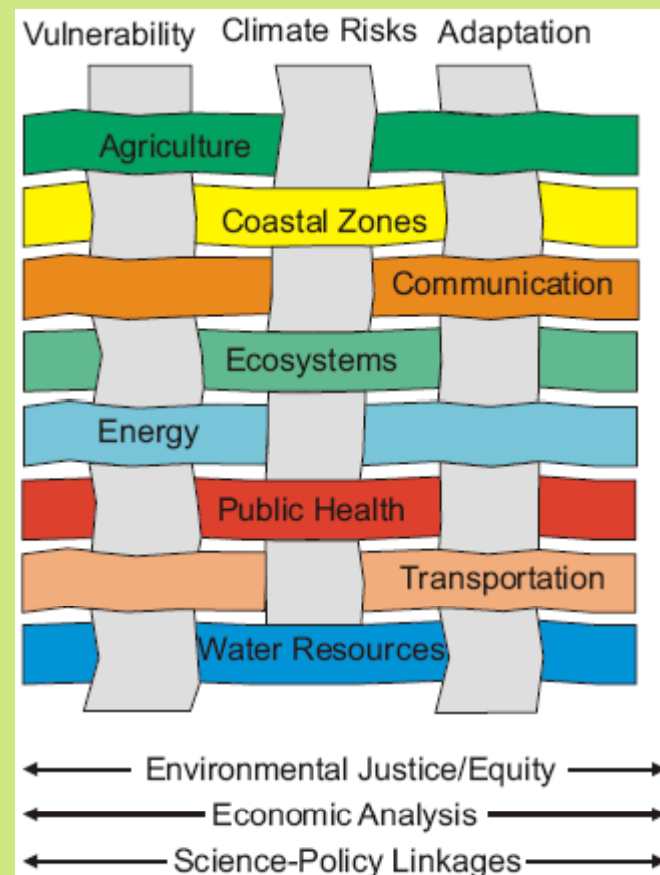 Vulnerability Climate Risks Adaptation
Agriculture
Coastal Zones
Communication
Ecosystems
Energy
Public Health
Transportation
Water Resources
Environmental Justice/Equity
Economic Analysis
Science-Policy Linkages